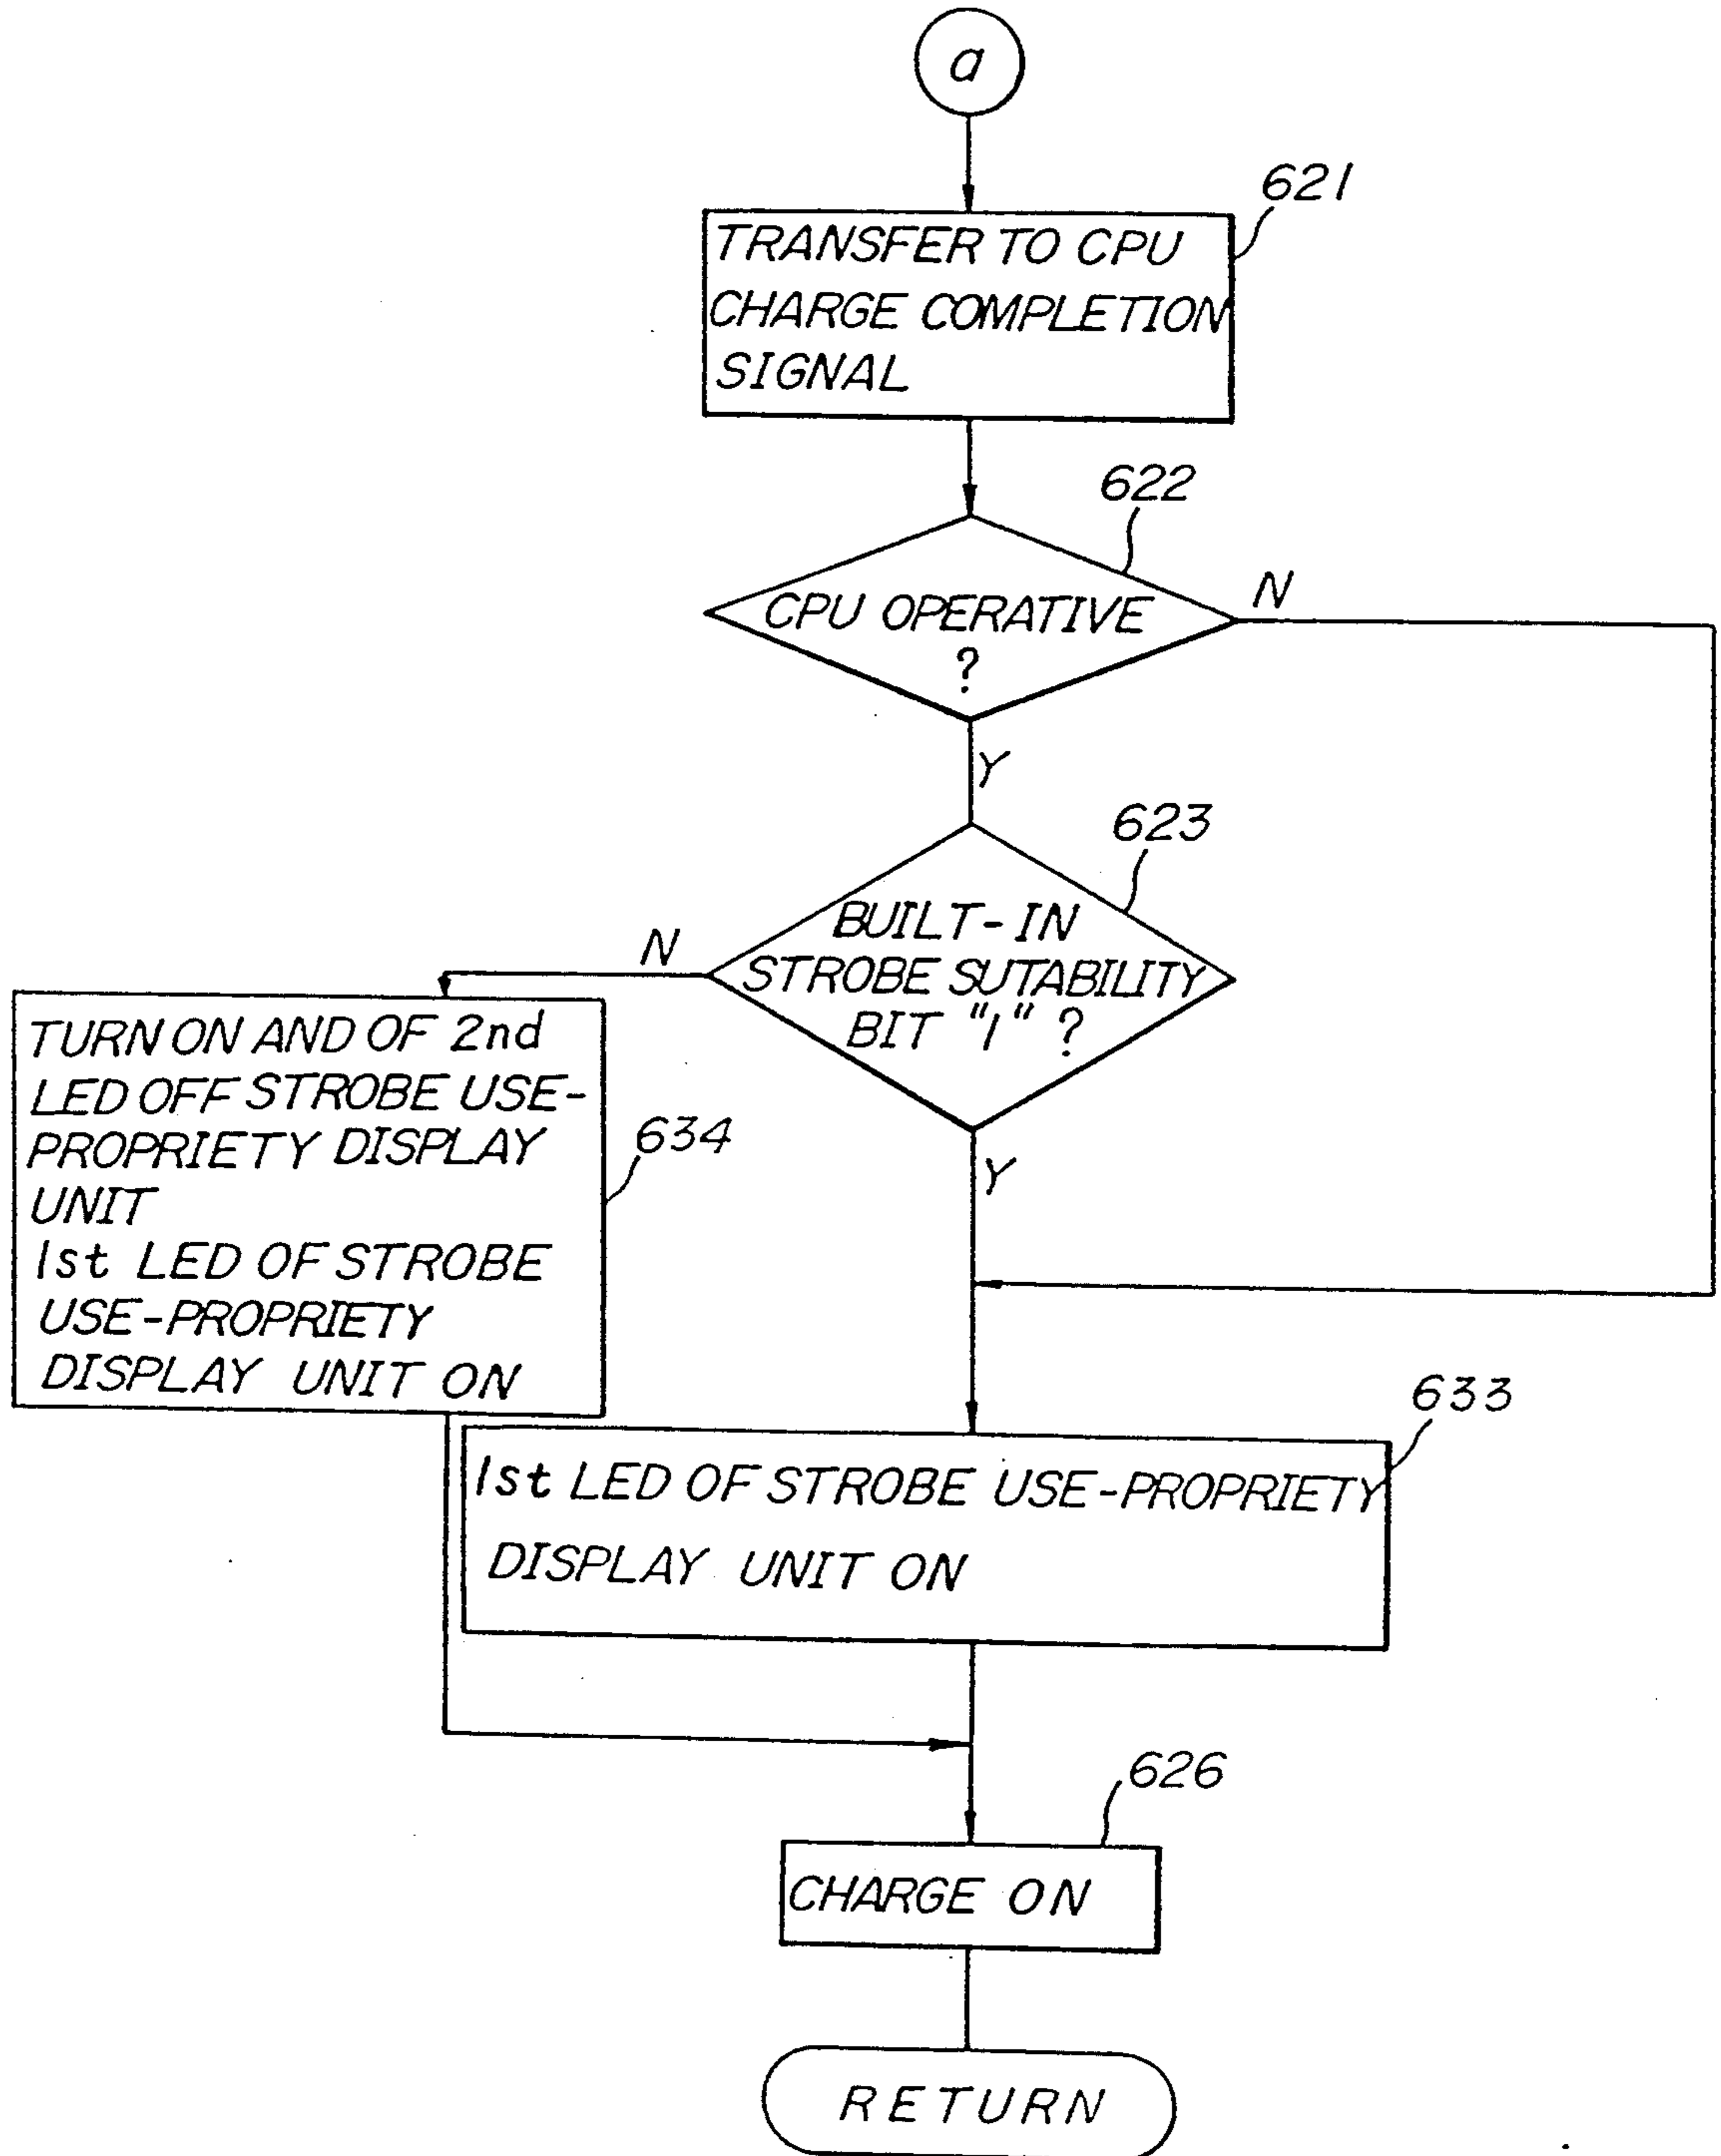 a
621
TRANSFER TO CPU
CHARGE COMPLETION
SIGNAL
622
CPU OPERATIVE
?
N
Y
623
BUILT-IN
STROBE SUTABILITY
BIT "1" ?
N
Y
TURN ON AND OF 2nd
LED OFF STROBE USE-
PROPRIETY DISPLAY
UNIT
1st LED OF STROBE
USE-PROPRIETY
DISPLAY UNIT ON
634
633
1st LED OF STROBE USE-PROPRIETY
DISPLAY UNIT ON
626
CHARGE ON
RETURN